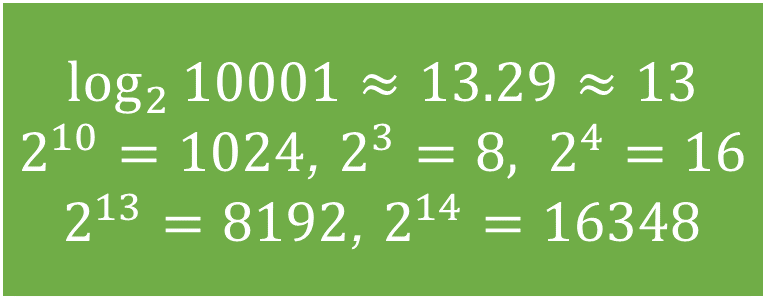 log₂ 10001 ≈ 13.29 ≈ 13
2¹⁰ = 1024, 2³ = 8, 2⁴ = 16
2¹³ = 8192, 2¹⁴ = 16348